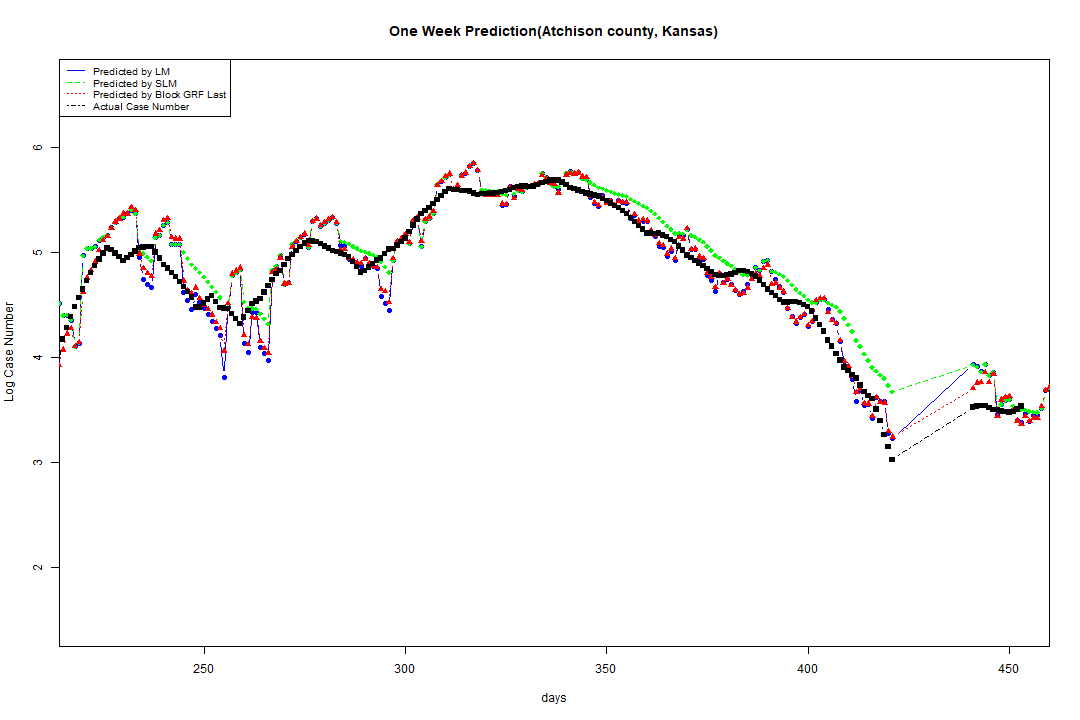 One Week Prediction(Atchison county, Kansas)
Predicted by LM
Predicted by SLM
Predicted by Block GRF Last
Actual Case Number
6
5
4
3
2
Log Case Number
250
300
350
400
450
days